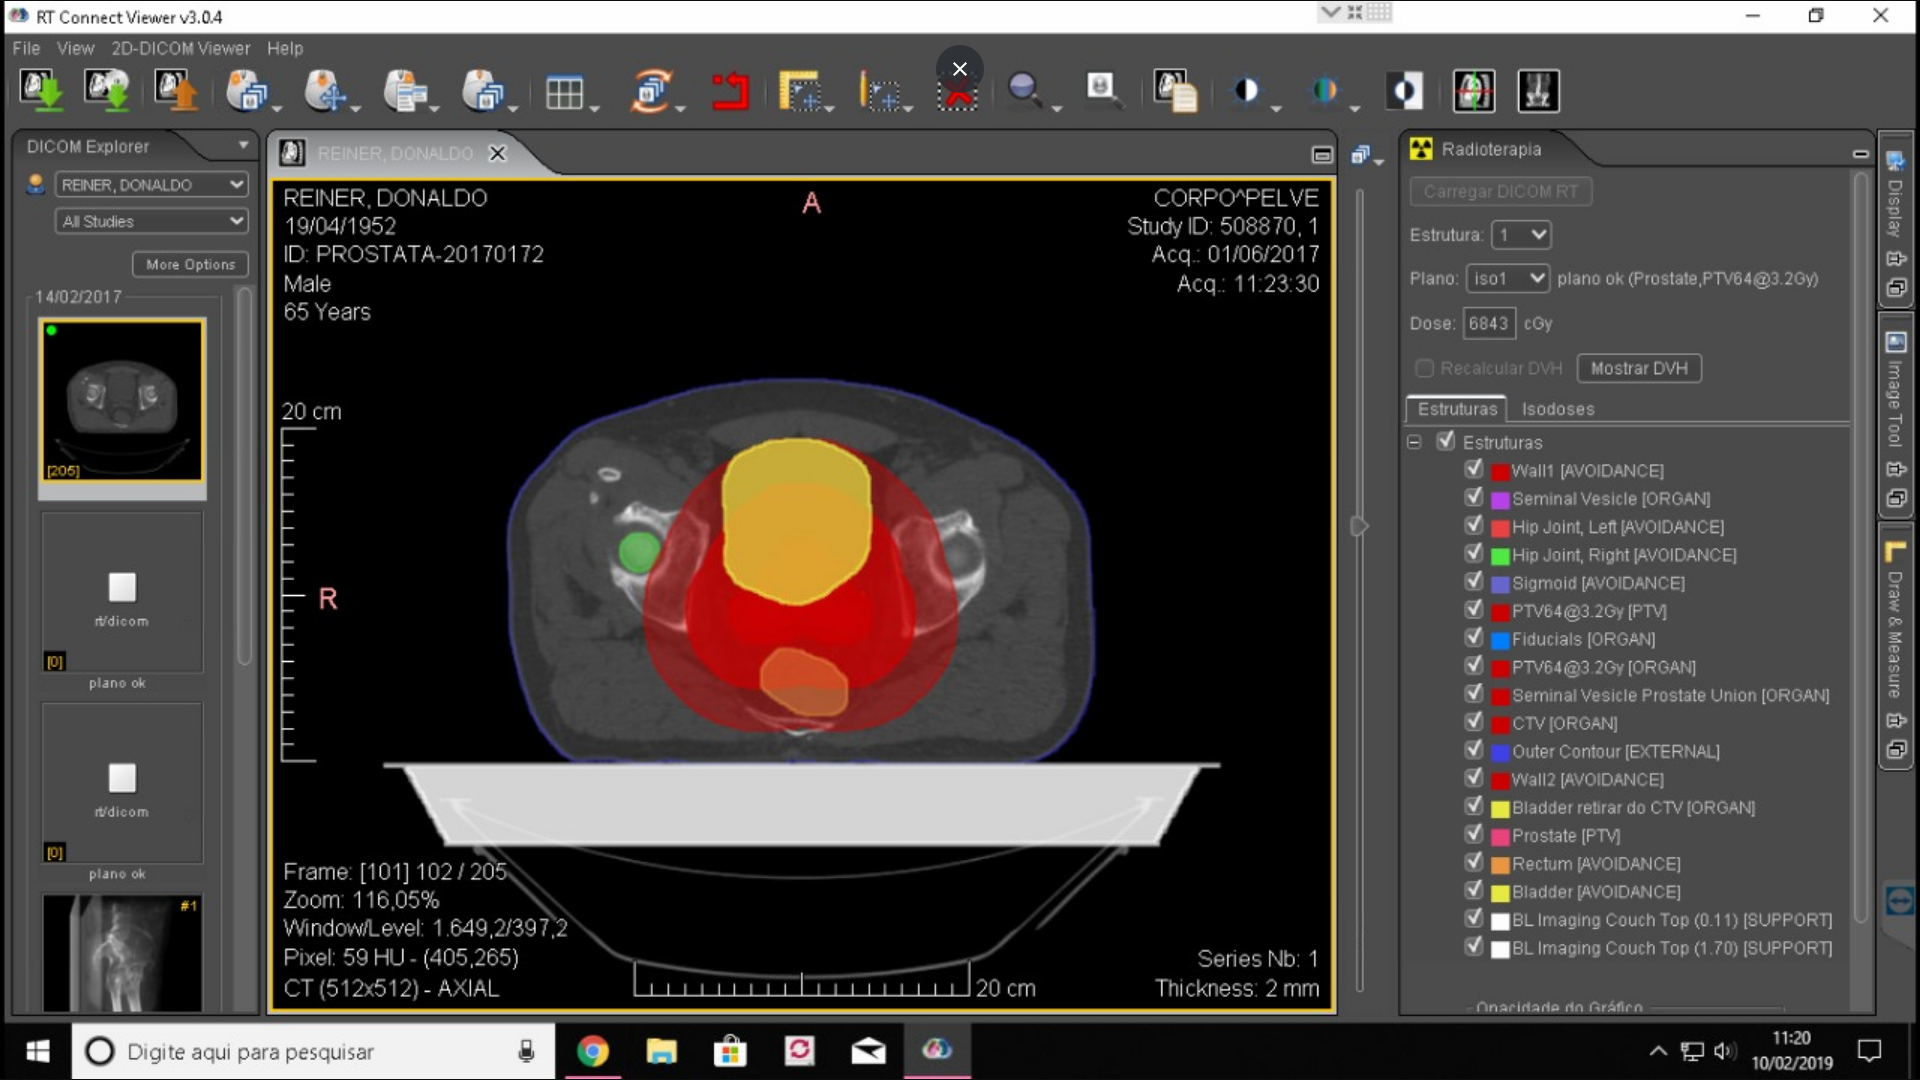 RT Connect Viewer v3.0.4
File View 2D-DICOM Viewer Help
DICOM Explorer
REINER, DONALDO
All Studies
More Options
14/02/2017
[205]
rt/dicom
[0]
plano ok
rt/dicom
[0]
plano ok
#1
REINER, DONALDO
REINER, DONALDO
19/04/1952
ID: PROSTATA-20170172
Male
65 Years
A
CORPO^PELVE
Study ID: 508870, 1
Acq.: 01/06/2017
Acq.: 11:23:30
20 cm
R
Frame: [101] 102 / 205
Zoom: 116,05%
Window/Level: 1.649,2/397,2
Pixel: 59 HU - (405,265)
CT (512x512) - AXIAL
20 cm
Series Nb: 1
Thickness: 2 mm
Radioterapia
Carregar DICOM RT
Estrutura: 1
Plano: iso1 plano ok (Prostate,PTV64@3.2Gy)
Dose: 6843 cGy
Recalcular DVH Mostrar DVH
Estruturas Isodoses
Estruturas
Wall1 [AVOIDANCE]
Seminal Vesicle [ORGAN]
Hip Joint, Left [AVOIDANCE]
Hip Joint, Right [AVOIDANCE]
Sigmoid [AVOIDANCE]
PTV64@3.2Gy [PTV]
Fiducials [ORGAN]
PTV64@3.2Gy [ORGAN]
Seminal Vesicle Prostate Union [ORGAN]
CTV [ORGAN]
Outer Contour [EXTERNAL]
Wall2 [AVOIDANCE]
Bladder retirar do CTV [ORGAN]
Prostate [PTV]
Rectum [AVOIDANCE]
Bladder [AVOIDANCE]
BL Imaging Couch Top (0.11) [SUPPORT]
BL Imaging Couch Top (1.70) [SUPPORT]
Opacidade do Gráfico
Display
Image Tool
Draw & Measure
Digite aqui para pesquisar
11:20
10/02/2019